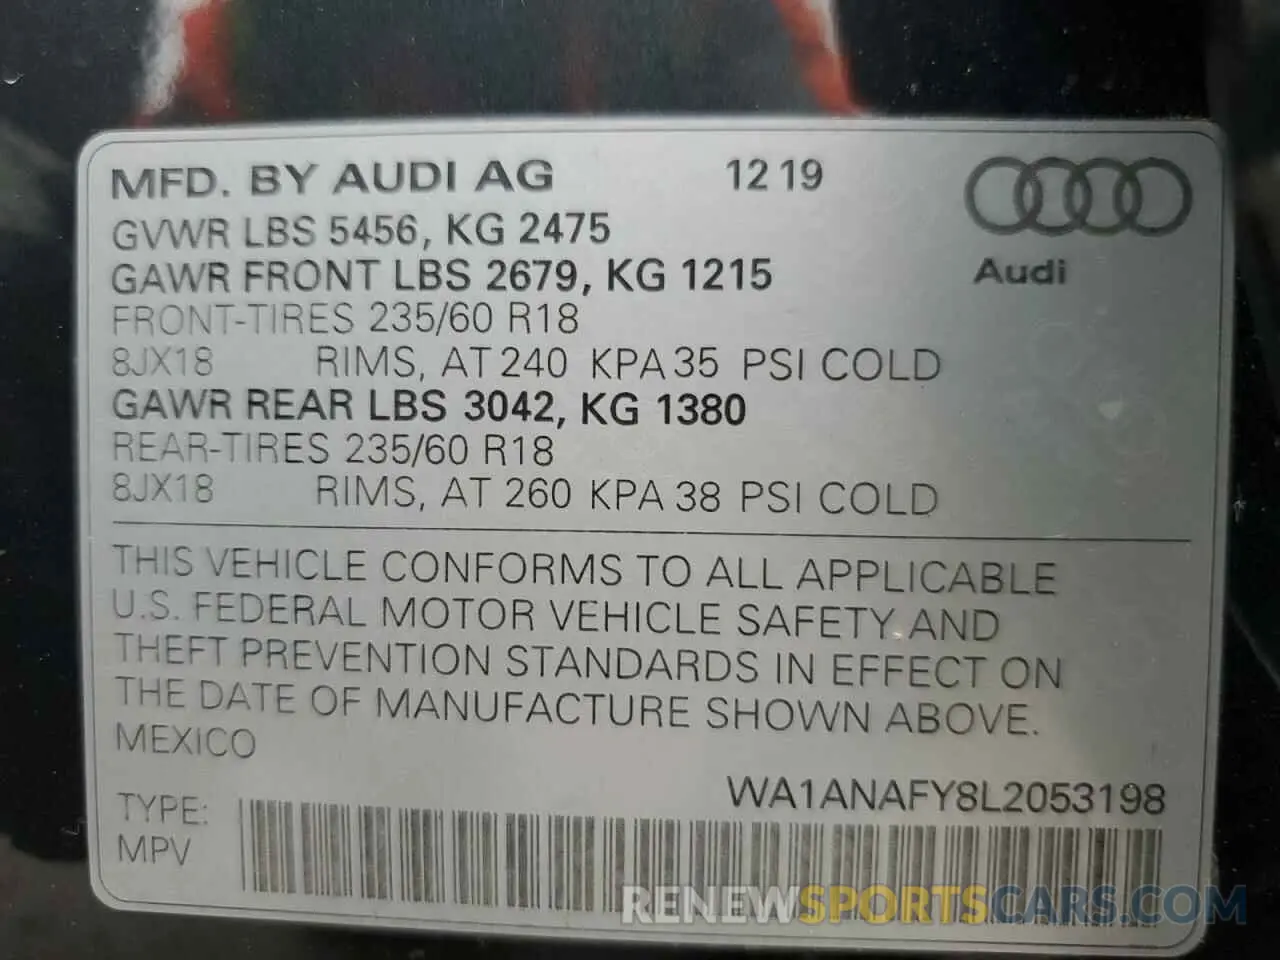 MFD. BY AUDI AG 12 19
GVWR LBS 5456, KG 2475
GAWR FRONT LBS 2679, KG 1215
Audi
FRONT-TIRES 235/60 R18
8JX18 RIMS, AT 240 KPA 35 PSI COLD
GAWR REAR LBS 3042, KG 1380
REAR-TIRES 235/60 R18
8JX18 RIMS, AT 260 KPA 38 PSI COLD
THIS VEHICLE CONFORMS TO ALL APPLICABLE
U.S. FEDERAL MOTOR VEHICLE SAFETY AND
THEFT PREVENTION STANDARDS IN EFFECT ON
THE DATE OF MANUFACTURE SHOWN ABOVE.
MEXICO
WA1ANAFY8L2053198
TYPE:
MPV
RENEWSPORTSCARS.COM